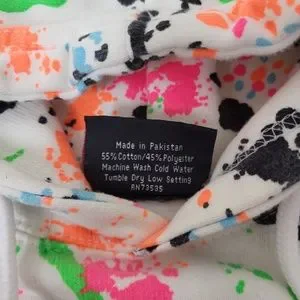 Made in Pakistan
55%Cotton/45%Polyester
Machine Wash Cold Water
Tumble Dry Low Setting
RN73535